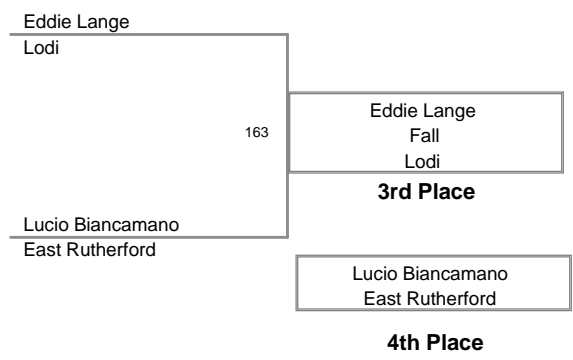 Eddie Lange
Lodi
163
Eddie Lange
Fall
Lodi
3rd Place
Lucio Biancamano
East Rutherford
Lucio Biancamano
East Rutherford
4th Place